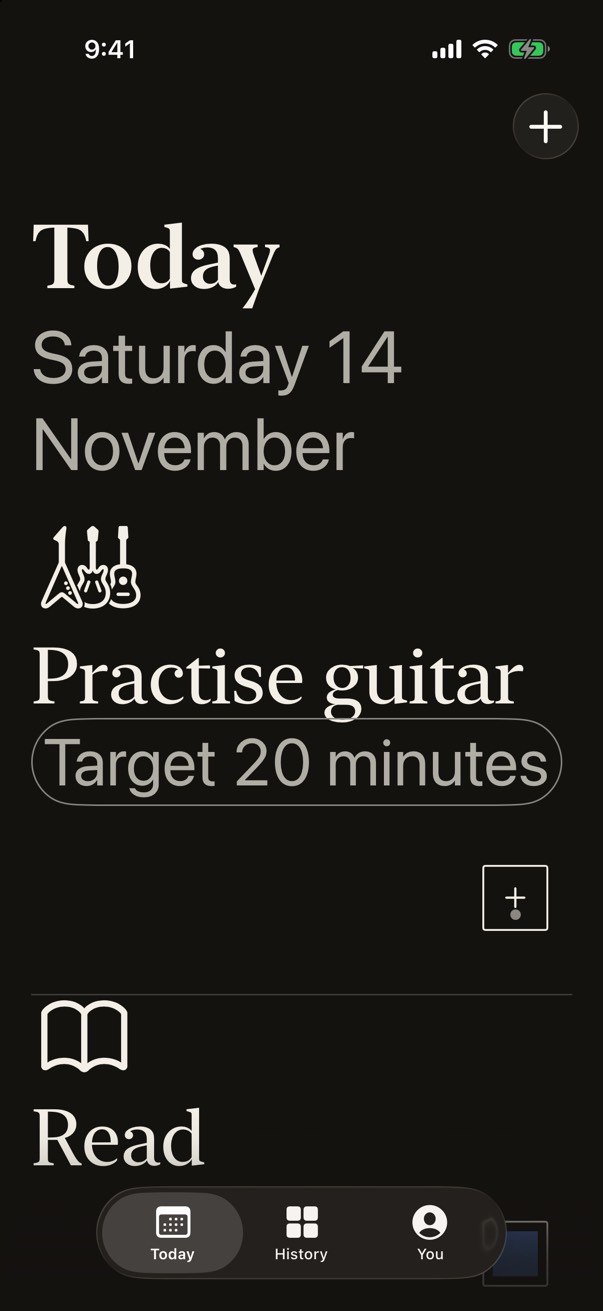 9:41
Today
Saturday 14
November
Practise guitar
Target 20 minutes
Read
Today
History
You